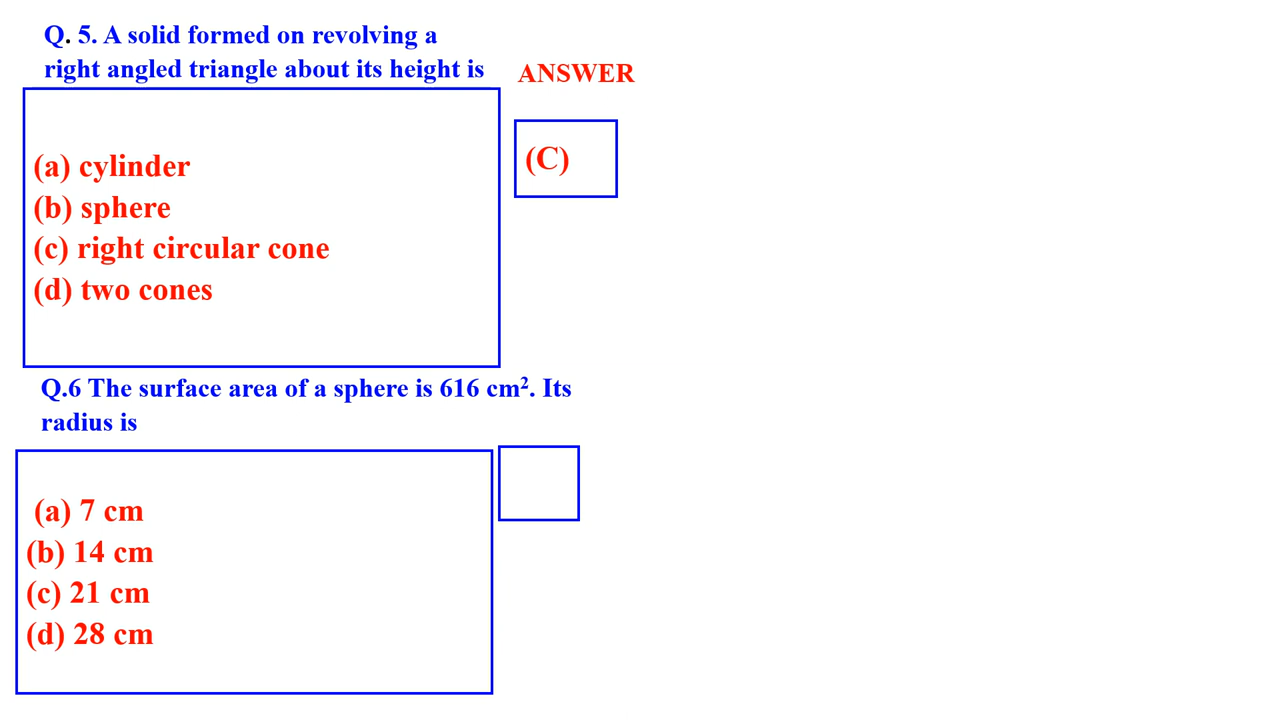 Q. 5. A solid formed on revolving a
right angled triangle about its height is
ANSWER
(a) cylinder
(b) sphere
(c) right circular cone
(d) two cones
(C)
Q.6 The surface area of a sphere is 616 cm². Its
radius is
(a) 7 cm
(b) 14 cm
(c) 21 cm
(d) 28 cm